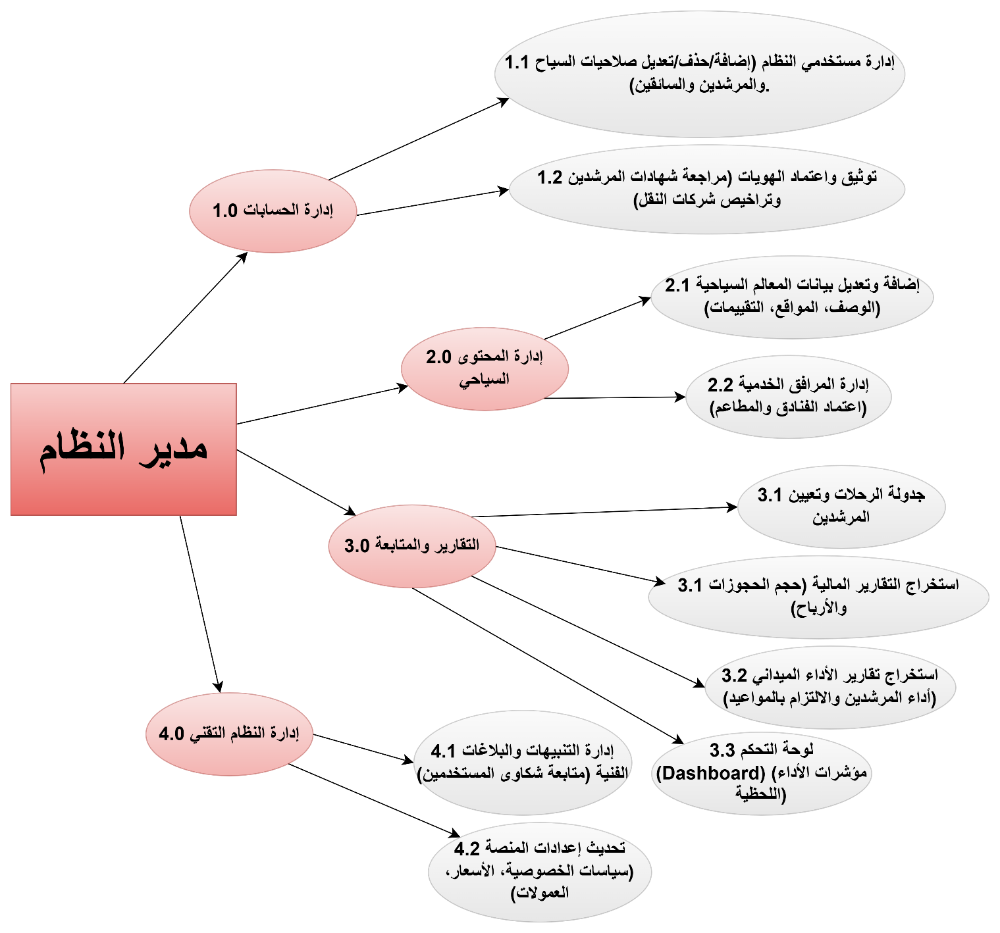 إدارة مستخدمي النظام (إضافة/حذف/تعديل صلاحيات السياح 1.1
والمرشدين والسائقين).
توثيق واعتماد الهويات (مراجعة شهادات المرشدين 1.2
وتراخيص شركات النقل)
إدارة الحسابات 1.0
إضافة وتعديل بيانات المعالم السياحية 2.1
(الوصف، المواقع، التقييمات)
إدارة المحتوى 2.0
السياحي
إدارة المرافق الخدمية 2.2
(اعتماد الفنادق والمطاعم)
مدير النظام
جدولة الرحلات وتعيين 3.1
المرشدين
التقارير والمتابعة 3.0
استخراج التقارير المالية (حجم الحجوزات 3.1
والأرباح)
استخراج تقارير الأداء الميداني 3.2
(أداء المرشدين والالتزام بالمواعيد)
إدارة النظام التقني 4.0
إدارة التنبيهات والبلاغات 4.1
الفنية (متابعة شكاوى المستخدمين)
لوحة التحكم 3.3
(Dashboard) (مؤشرات الأداء
اللحظية)
تحديث إعدادات المنصة 4.2
(سياسات الخصوصية، الأسعار،
العمولات)